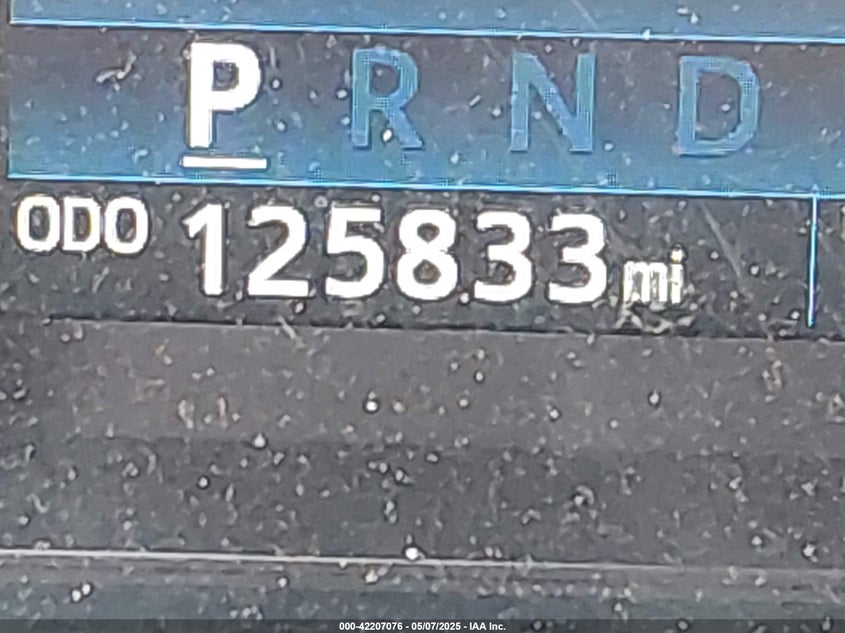 P R N D
ODO 125833 mi
000-42207076 - 05/07/2025 - IAA Inc.